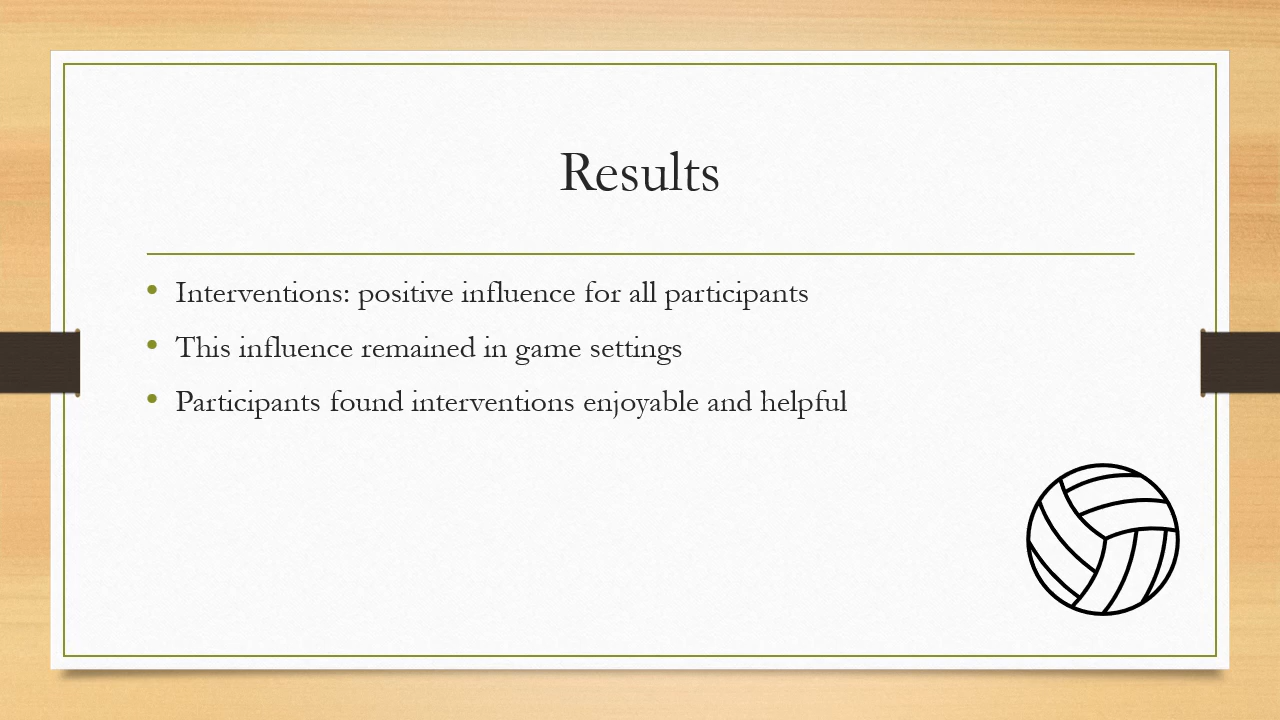 Results
• Interventions: positive influence for all participants
• This influence remained in game settings
• Participants found interventions enjoyable and helpful